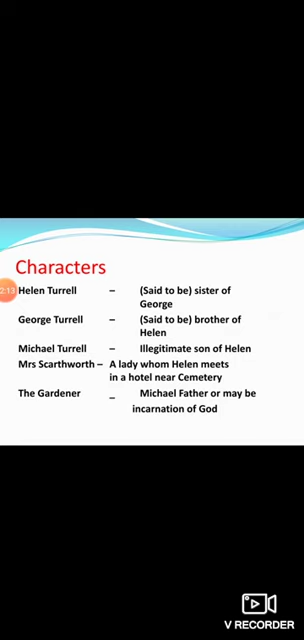 Characters
2:13
Helen Turrell – (Said to be) sister of
George
George Turrell – (Said to be) brother of
Helen
Michael Turrell – Illegitimate son of Helen
Mrs Scarthworth – A lady whom Helen meets
in a hotel near Cemetery
The Gardener – Michael Father or may be
incarnation of God
V RECORDER